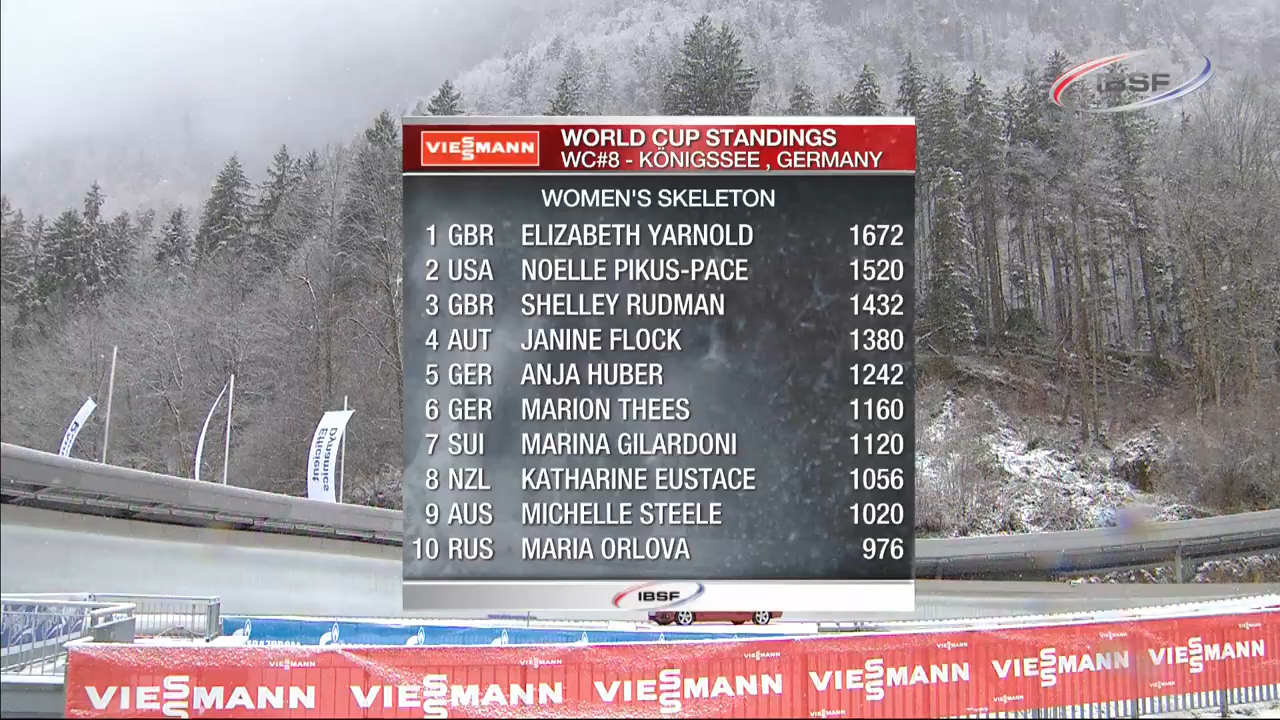 IBSF
VIESSMANN
WORLD CUP STANDINGS
WC#8 - KÖNIGSSEE , GERMANY
WOMEN'S SKELETON
1 GBR ELIZABETH YARNOLD 1672
2 USA NOELLE PIKUS-PACE 1520
3 GBR SHELLEY RUDMAN 1432
4 AUT JANINE FLOCK 1380
5 GER ANJA HUBER 1242
6 GER MARION THEES 1160
7 SUI MARINA GILARDONI 1120
8 NZL KATHARINE EUSTACE 1056
9 AUS MICHELLE STEELE 1020
10 RUS MARIA ORLOVA 976
IBSF
Efficient
Dynamics
VIESSMANN VIESSMANN VIESSMANN VIESSMANN VIESSMANN VIESSMANN